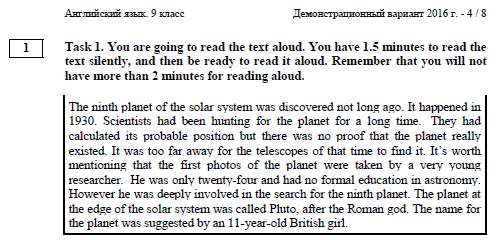 Английский язык. 9 класс
Демонстрационный вариант 2016 г. - 4 / 8
1
Task 1. You are going to read the text aloud. You have 1.5 minutes to read the
text silently, and then be ready to read it aloud. Remember that you will not
have more than 2 minutes for reading aloud.
The ninth planet of the solar system was discovered not long ago. It happened in
1930. Scientists had been hunting for the planet for a long time. They had
calculated its probable position but there was no proof that the planet really
existed. It was too far away for the telescopes of that time to find it. It's worth
mentioning that the first photos of the planet were taken by a very young
researcher. He was only twenty-four and had no formal education in astronomy.
However he was deeply involved in the search for the ninth planet. The planet at
the edge of the solar system was called Pluto, after the Roman god. The name for
the planet was suggested by an 11-year-old British girl.